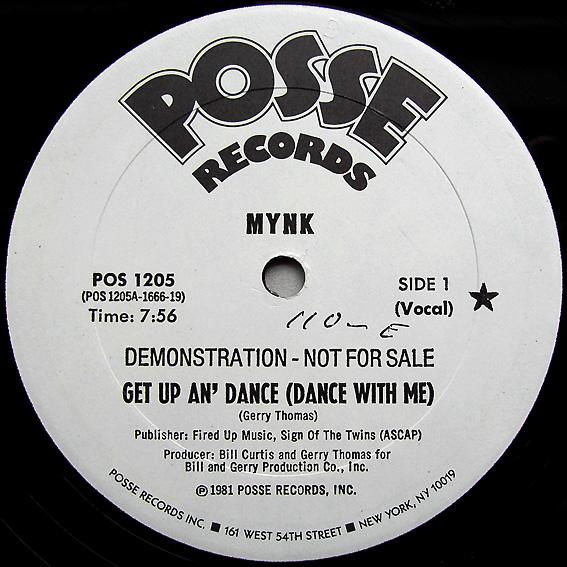 POSSE
RECORDS
MYNK
POS 1205
(POS 1205A-1666-19)
Time: 7:56
SIDE 1
(Vocal)
110-E
DEMONSTRATION - NOT FOR SALE
GET UP AN' DANCE (DANCE WITH ME)
(Gerry Thomas)
Publisher: Fired Up Music, Sign Of The Twins (ASCAP)
Producer: Bill Curtis and Gerry Thomas for
Bill and Gerry Production Co., Inc.
℗ 1981 POSSE RECORDS, INC.
POSSE RECORDS INC. ■ 161 WEST 54TH STREET ■ NEW YORK, NY 10019